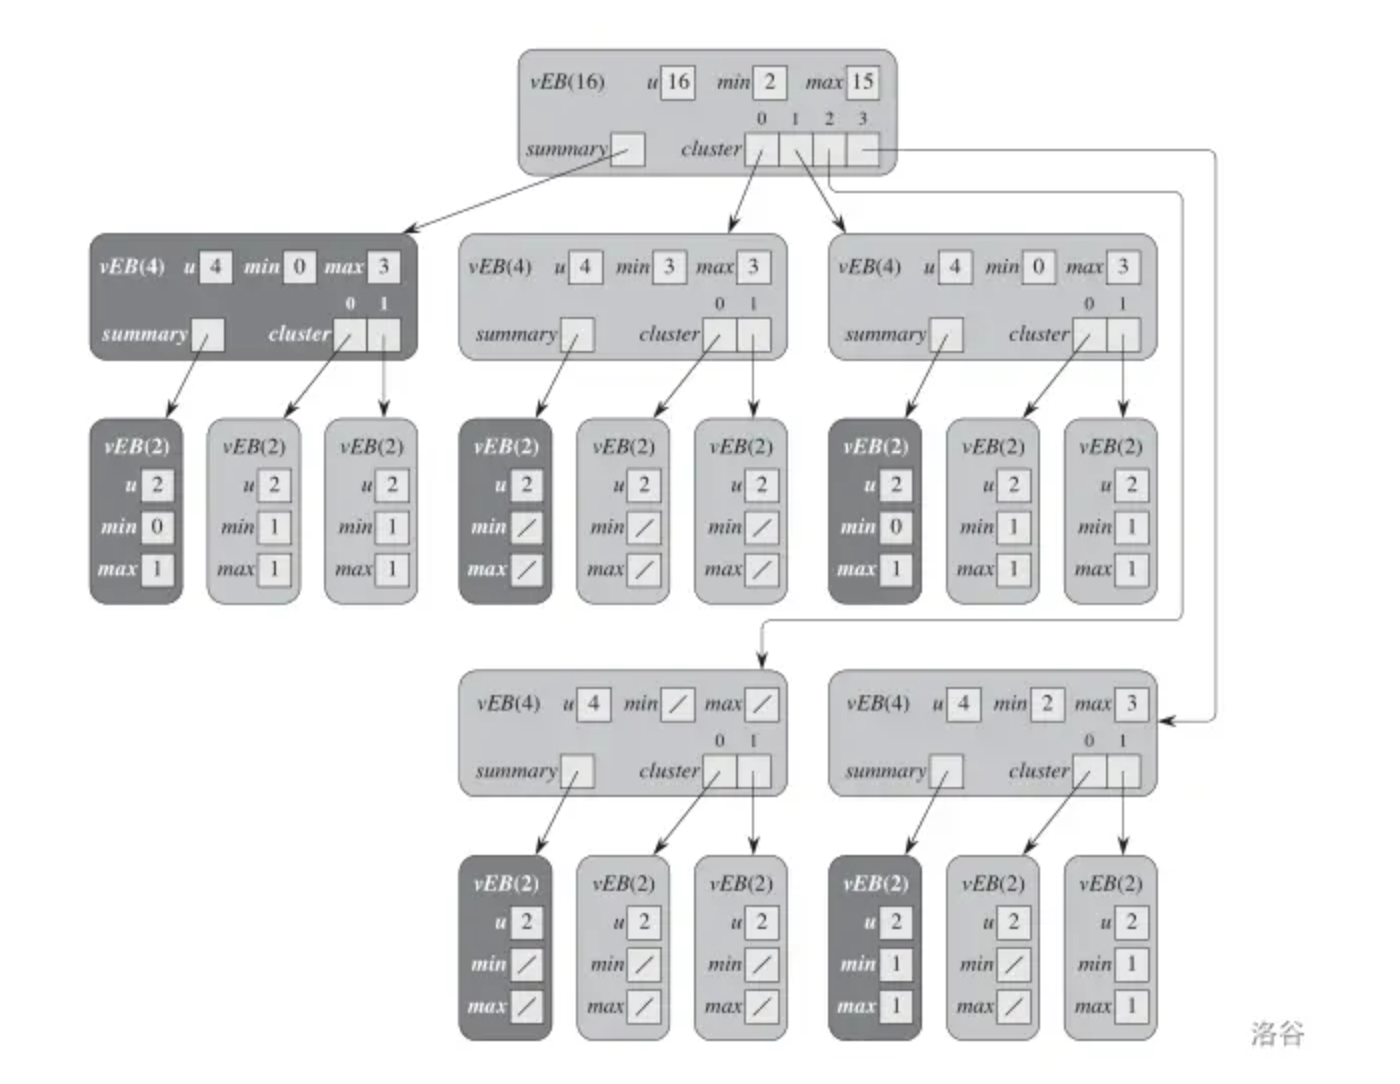 vEB(16) u 16 min 2 max 15
0 1 2 3
summary cluster
vEB(4) u 4 min 0 max 3
0 1
summary cluster
vEB(4) u 4 min 3 max 3
0 1
summary cluster
vEB(4) u 4 min 0 max 3
0 1
summary cluster
vEB(2)
u 2
min 0
max 1
vEB(2)
u 2
min 1
max 1
vEB(2)
u 2
min 1
max 1
vEB(2)
u 2
min /
max /
vEB(2)
u 2
min /
max /
vEB(2)
u 2
min /
max /
vEB(2)
u 2
min 0
max 1
vEB(2)
u 2
min 1
max 1
vEB(2)
u 2
min 1
max 1
vEB(4) u 4 min / max /
0 1
summary cluster
vEB(4) u 4 min 2 max 3
0 1
summary cluster
vEB(2)
u 2
min /
max /
vEB(2)
u 2
min /
max /
vEB(2)
u 2
min /
max /
vEB(2)
u 2
min 1
max 1
vEB(2)
u 2
min /
max /
vEB(2)
u 2
min 1
max 1
洛谷